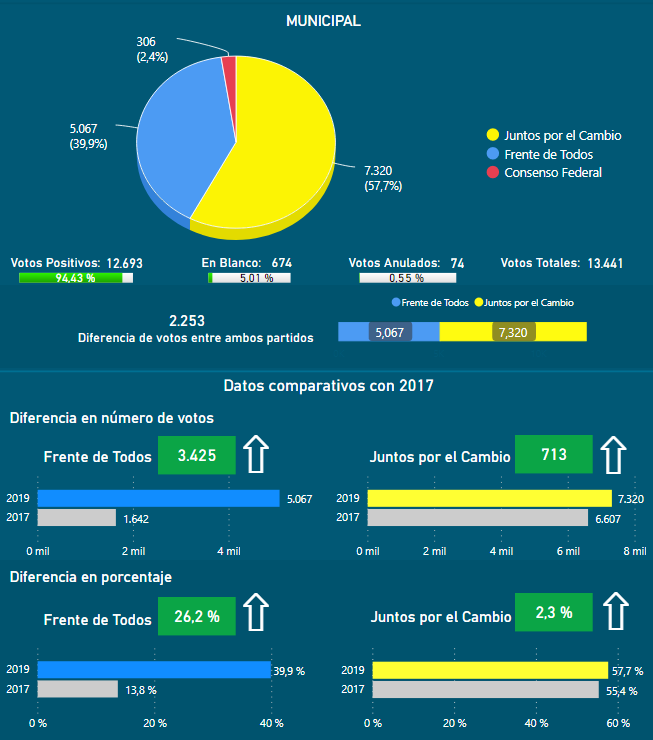 MUNICIPAL
306
(2,4%)
5.067
(39,9%)
7.320
(57,7%)
Juntos por el Cambio
Frente de Todos
Consenso Federal
Votos Positivos: 12.693
94,43 %
En Blanco: 674
5,01 %
Votos Anulados: 74
0,55 %
Votos Totales: 13.441
2.253
Diferencia de votos entre ambos partidos
Frente de Todos Juntos por el Cambio
5,067 7,320
Datos comparativos con 2017
Diferencia en número de votos
Frente de Todos 3.425
2019 5.067
2017 1.642
0 mil 2 mil 4 mil
Juntos por el Cambio 713
2019 7.320
2017 6.607
0 mil 2 mil 4 mil 6 mil 8 mil
Diferencia en porcentaje
Frente de Todos 26,2 %
2019 39,9 %
2017 13,8 %
0 % 20 % 40 %
Juntos por el Cambio 2,3 %
2019 57,7 %
2017 55,4 %
0 % 20 % 40 % 60 %